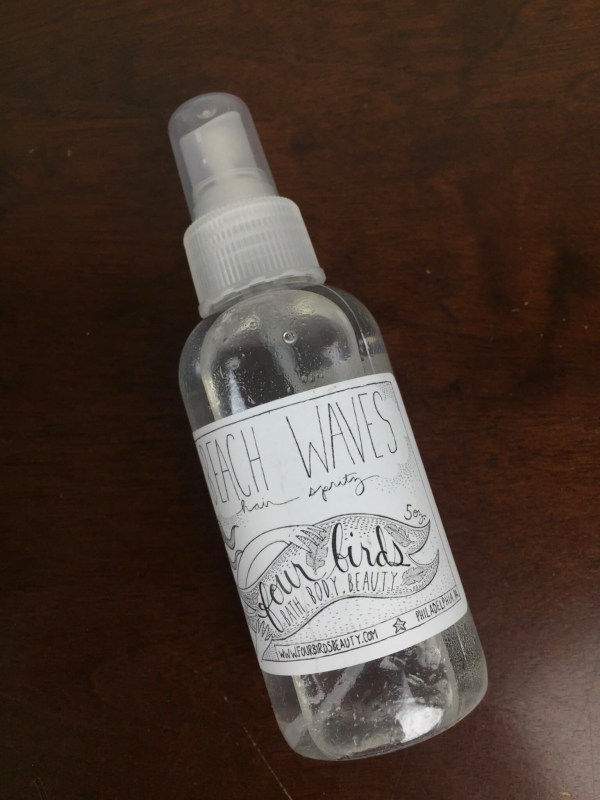 BEACH WAVES
hair spritz
5oz.
four birds
BATH. BODY. BEAUTY
WWW.FOURBIRDSBEAUTY.COM ☆ PHILADELPHIA